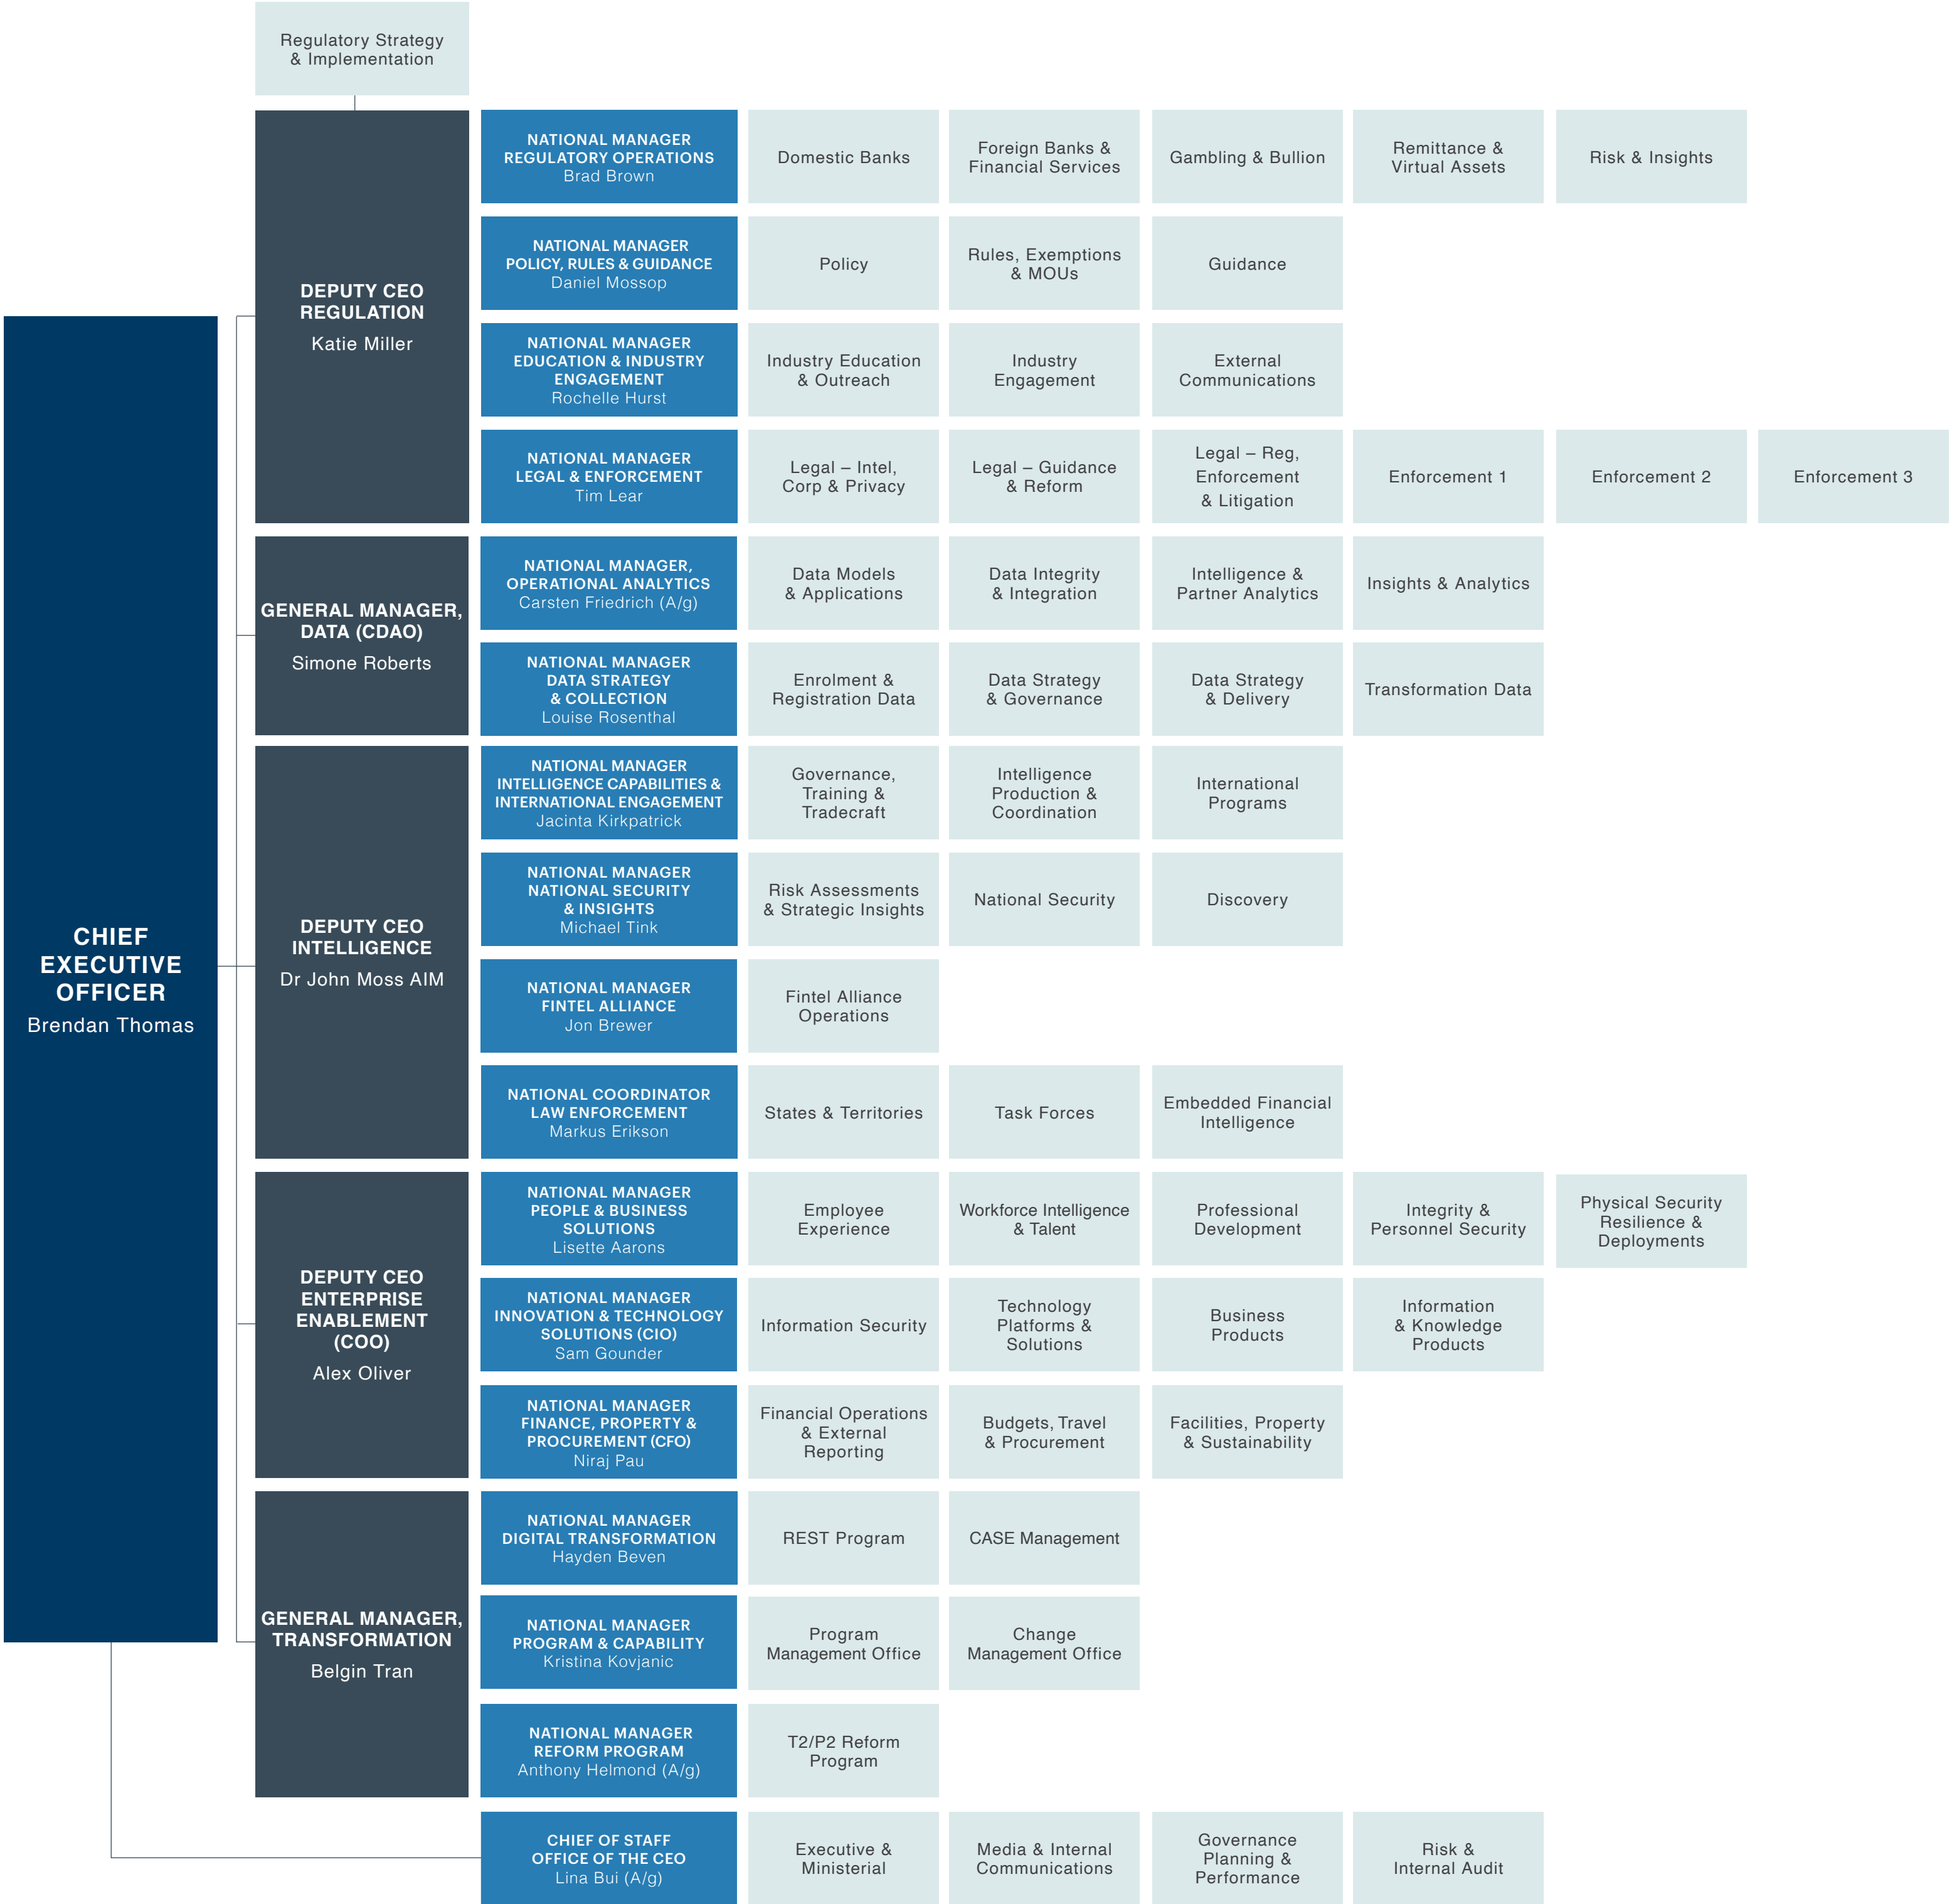 Regulatory Strategy
& Implementation
CHIEF
EXECUTIVE
OFFICER
Brendan Thomas
DEPUTY CEO
REGULATION
Katie Miller
NATIONAL MANAGER
REGULATORY OPERATIONS
Brad Brown
Domestic Banks
Foreign Banks &
Financial Services
Gambling & Bullion
Remittance &
Virtual Assets
Risk & Insights
NATIONAL MANAGER
POLICY, RULES & GUIDANCE
Daniel Mossop
Policy
Rules, Exemptions
& MOUs
Guidance
NATIONAL MANAGER
EDUCATION & INDUSTRY
ENGAGEMENT
Rochelle Hurst
Industry Education
& Outreach
Industry
Engagement
External
Communications
NATIONAL MANAGER
LEGAL & ENFORCEMENT
Tim Lear
Legal – Intel,
Corp & Privacy
Legal – Guidance
& Reform
Legal – Reg,
Enforcement
& Litigation
Enforcement 1
Enforcement 2
Enforcement 3
GENERAL MANAGER,
DATA (CDAO)
Simone Roberts
NATIONAL MANAGER,
OPERATIONAL ANALYTICS
Carsten Friedrich (A/g)
Data Models
& Applications
Data Integrity
& Integration
Intelligence &
Partner Analytics
Insights & Analytics
NATIONAL MANAGER
DATA STRATEGY
& COLLECTION
Louise Rosenthal
Enrolment &
Registration Data
Data Strategy
& Governance
Data Strategy
& Delivery
Transformation Data
DEPUTY CEO
INTELLIGENCE
Dr John Moss AIM
NATIONAL MANAGER
INTELLIGENCE CAPABILITIES &
INTERNATIONAL ENGAGEMENT
Jacinta Kirkpatrick
Governance,
Training &
Tradecraft
Intelligence
Production &
Coordination
International
Programs
NATIONAL MANAGER
NATIONAL SECURITY
& INSIGHTS
Michael Tink
Risk Assessments
& Strategic Insights
National Security
Discovery
NATIONAL MANAGER
FINTEL ALLIANCE
Jon Brewer
Fintel Alliance
Operations
NATIONAL COORDINATOR
LAW ENFORCEMENT
Markus Erikson
States & Territories
Task Forces
Embedded Financial
Intelligence
DEPUTY CEO
ENTERPRISE
ENABLEMENT
(COO)
Alex Oliver
NATIONAL MANAGER
PEOPLE & BUSINESS
SOLUTIONS
Lisette Aarons
Employee
Experience
Workforce Intelligence
& Talent
Professional
Development
Integrity &
Personnel Security
Physical Security
Resilience &
Deployments
NATIONAL MANAGER
INNOVATION & TECHNOLOGY
SOLUTIONS (CIO)
Sam Gounder
Information Security
Technology
Platforms &
Solutions
Business
Products
Information
& Knowledge
Products
NATIONAL MANAGER
FINANCE, PROPERTY &
PROCUREMENT (CFO)
Niraj Pau
Financial Operations
& External
Reporting
Budgets, Travel
& Procurement
Facilities, Property
& Sustainability
GENERAL MANAGER,
TRANSFORMATION
Belgin Tran
NATIONAL MANAGER
DIGITAL TRANSFORMATION
Hayden Beven
REST Program
CASE Management
NATIONAL MANAGER
PROGRAM & CAPABILITY
Kristina Kovjanic
Program
Management Office
Change
Management Office
NATIONAL MANAGER
REFORM PROGRAM
Anthony Helmond (A/g)
T2/P2 Reform
Program
CHIEF OF STAFF
OFFICE OF THE CEO
Lina Bui (A/g)
Executive &
Ministerial
Media & Internal
Communications
Governance
Planning &
Performance
Risk &
Internal Audit